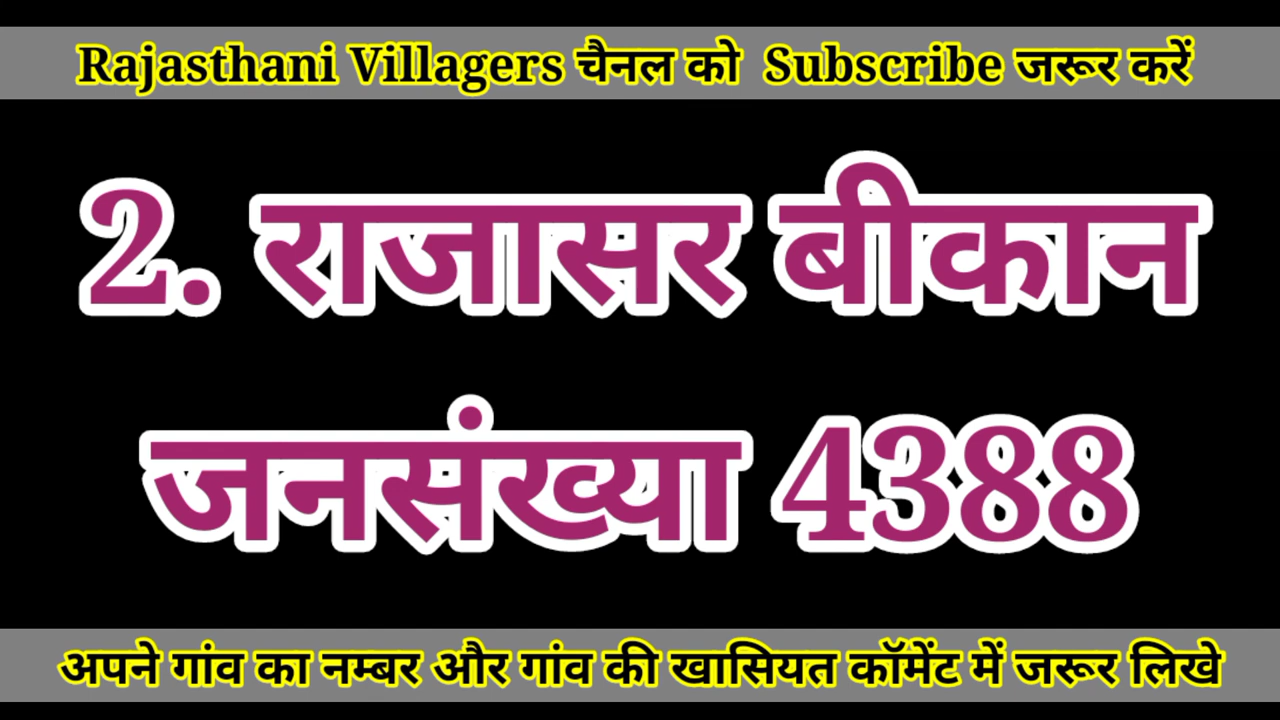 Rajasthani Villagers चैनल को Subscribe जरूर करें
2. राजासर बीकान
जनसंख्या 4388
अपने गांव का नम्बर और गांव की खासियत कॉमेंट में जरूर लिखे